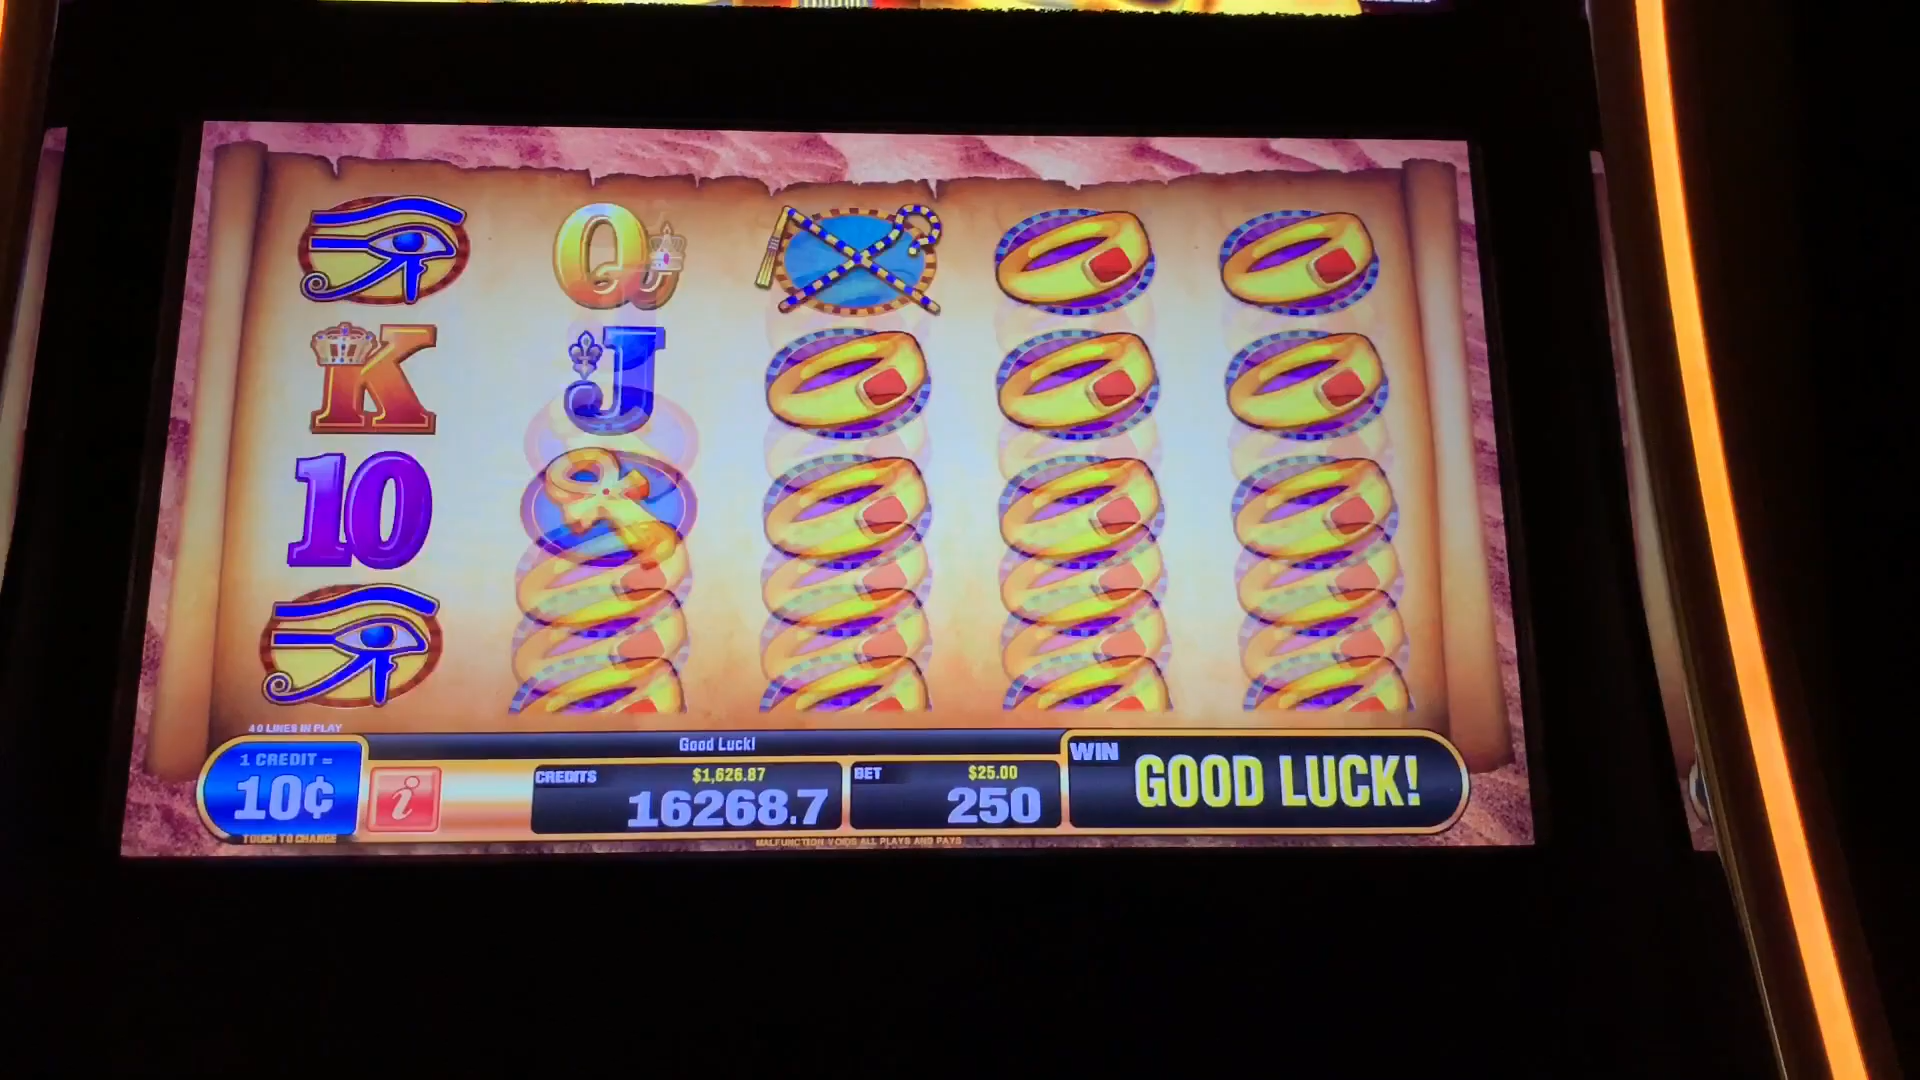 Q
K
J
10
40 LINES IN PLAY
Good Luck!
1 CREDIT =
10¢
TOUCH TO CHANGE
i
CREDITS
$1,626.87
16268.7
BET
$25.00
250
WIN
GOOD LUCK!
MALFUNCTION VOIDS ALL PLAYS AND PAYS